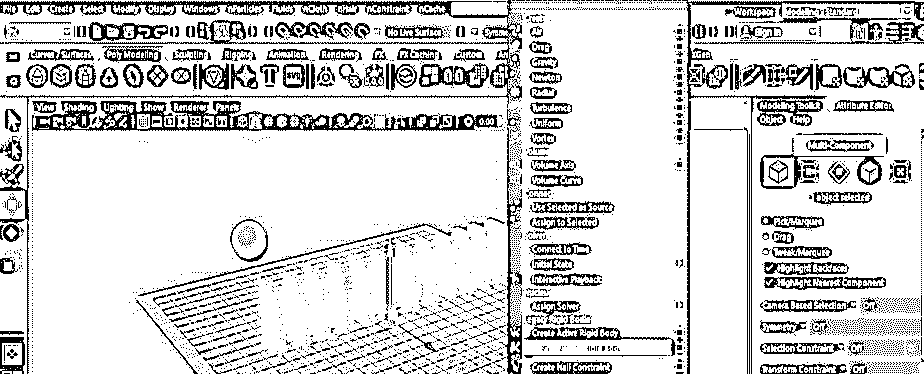 File Edit Create Select Modify Display Windows nParticles Fluids nCloth nHair nConstraint nCache
Workspace Modeling - Standard
No Live Surface
Sign In
Curves / Surfaces Poly Modeling Sculpting Rigging Animation Rendering FX FX Caching Custom
View Shading Lighting Show Renderer Panels
0.00
Air
Drag
Gravity
Newton
Radial
Turbulence
Uniform
Vortex
Volume Axis
Volume Curve
Use Selected as Source
Assign to Selected
Connect to Time
Initial State
Interactive Playback
Assign Solver
Create Active Rigid Body
Create Nail Constraint
Modeling Toolkit Attribute Editor
Object Help
Multi-Component
1 object selected
Pick/Marquee
Drag
Tweak/Marquee
Highlight Backfaces
Highlight Nearest Component
Camera Based Selection Off
Symmetry Off
Selection Constraint Off
Transform Constraint Off